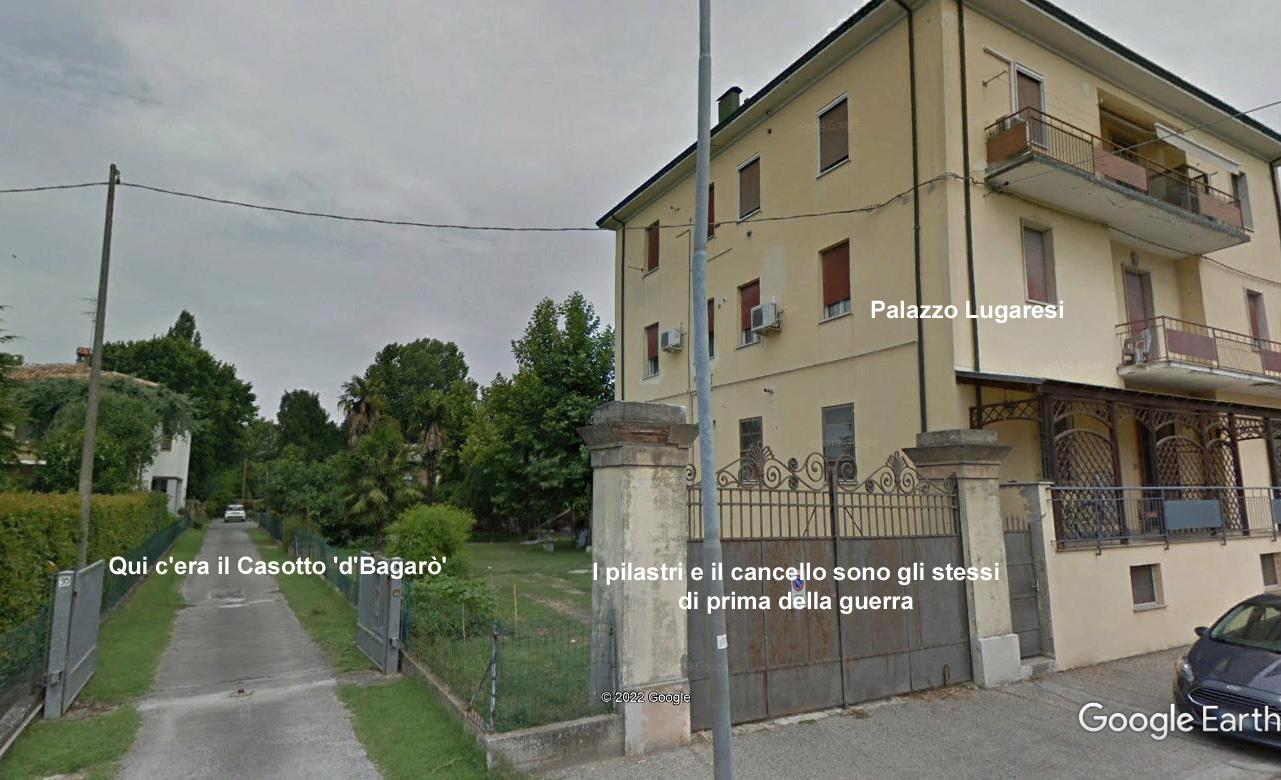 Palazzo Lugaresi
Qui c'era il Casotto 'd'Bagarò'
I pilastri e il cancello sono gli stessi
di prima della guerra
© 2022 Google
Google Earth